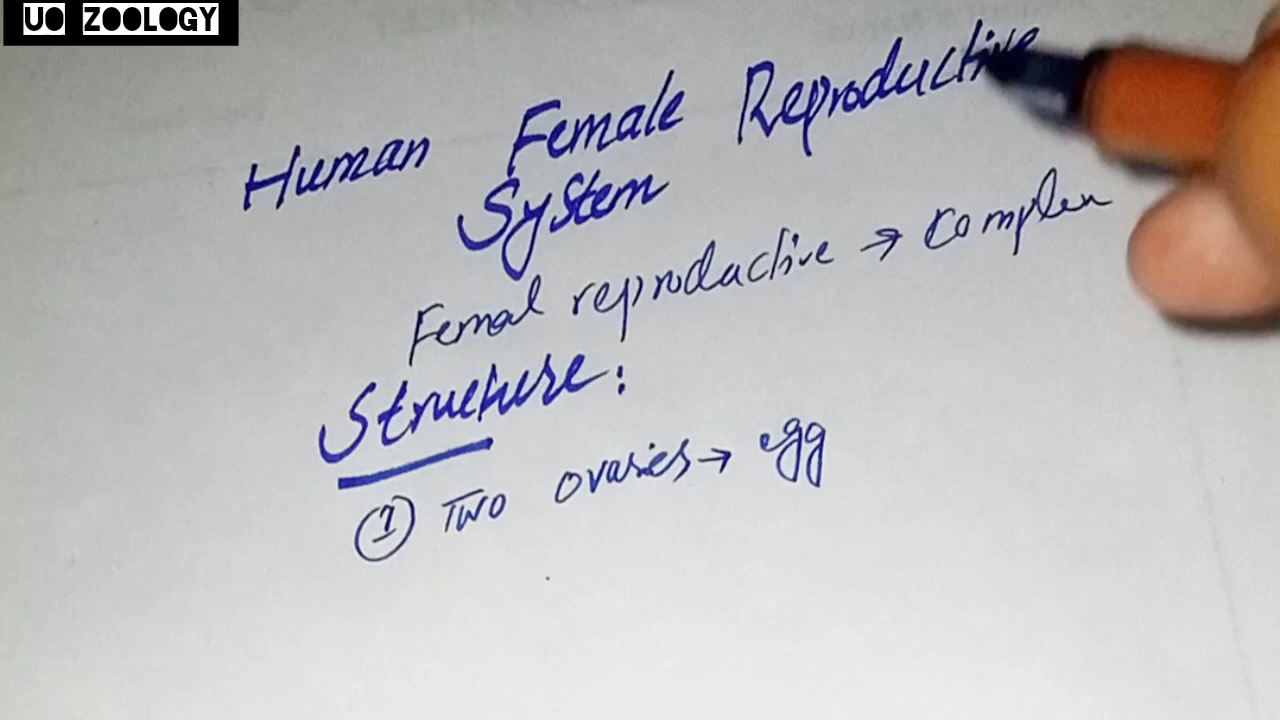 UO ZOOLOGY
Human Female Reproductive
System
Femal reproductive → complex
Structure:
① Two ovaries → egg